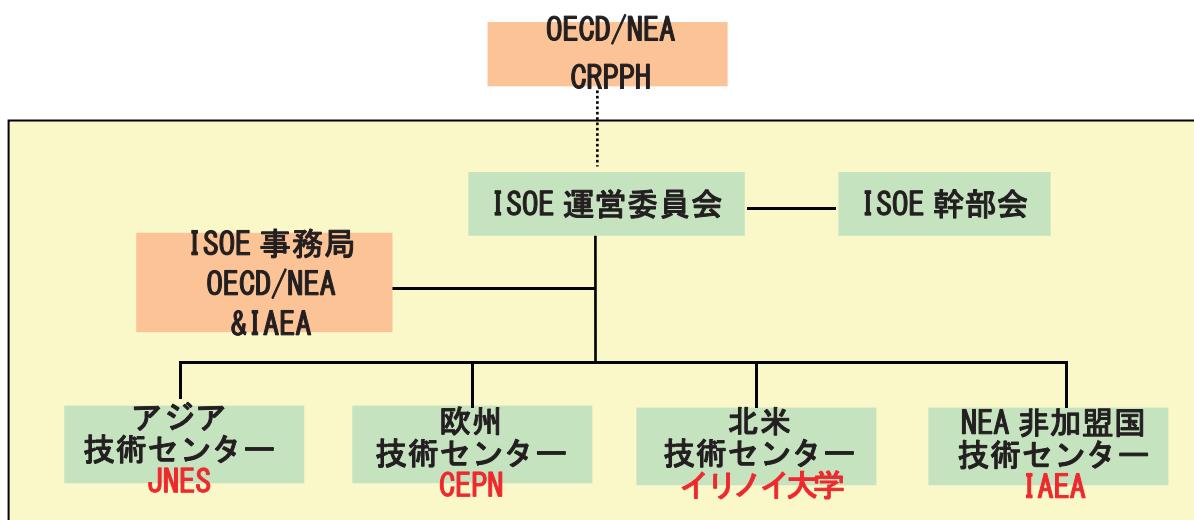 OECD/NEA
CRPPH
ISOE 運営委員会
ISOE 幹部会
ISOE 事務局
OECD/NEA
&IAEA
アジア
技術センター
JNES
欧州
技術センター
CEPN
北米
技術センター
イリノイ大学
NEA 非加盟国
技術センター
IAEA